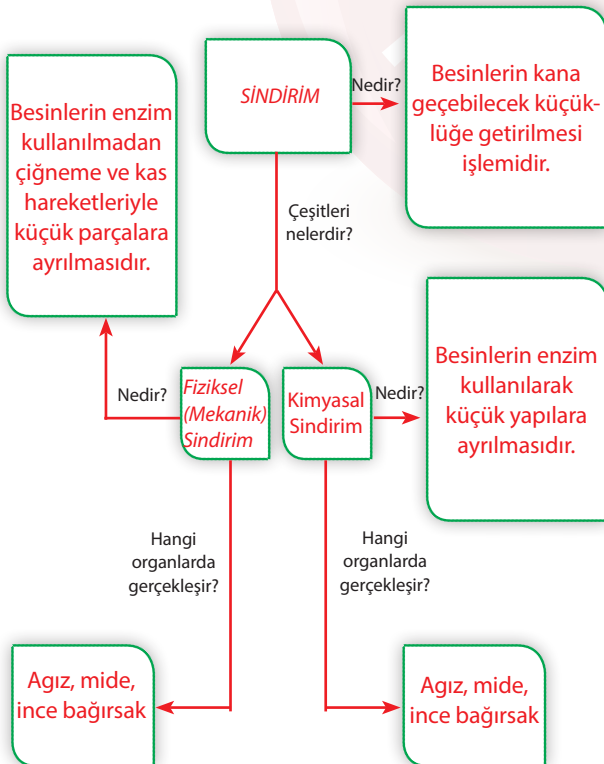 SİNDİRİM
Nedir?
Besinlerin kana
geçebilecek küçük-
lüğe getirilmesi
işlemidir.
Besinlerin enzim
kullanılmadan
çiğneme ve kas
hareketleriyle
küçük parçalara
ayrılmasıdır.
Çeşitleri
nelerdir?
Nedir?
Fiziksel
(Mekanik)
Sindirim
Kimyasal
Sindirim
Nedir?
Besinlerin enzim
kullanılarak
küçük yapılara
ayrılmasıdır.
Hangi
organlarda
gerçekleşir?
Hangi
organlarda
gerçekleşir?
Agız, mide,
ince bağırsak
Agız, mide,
ince bağırsak